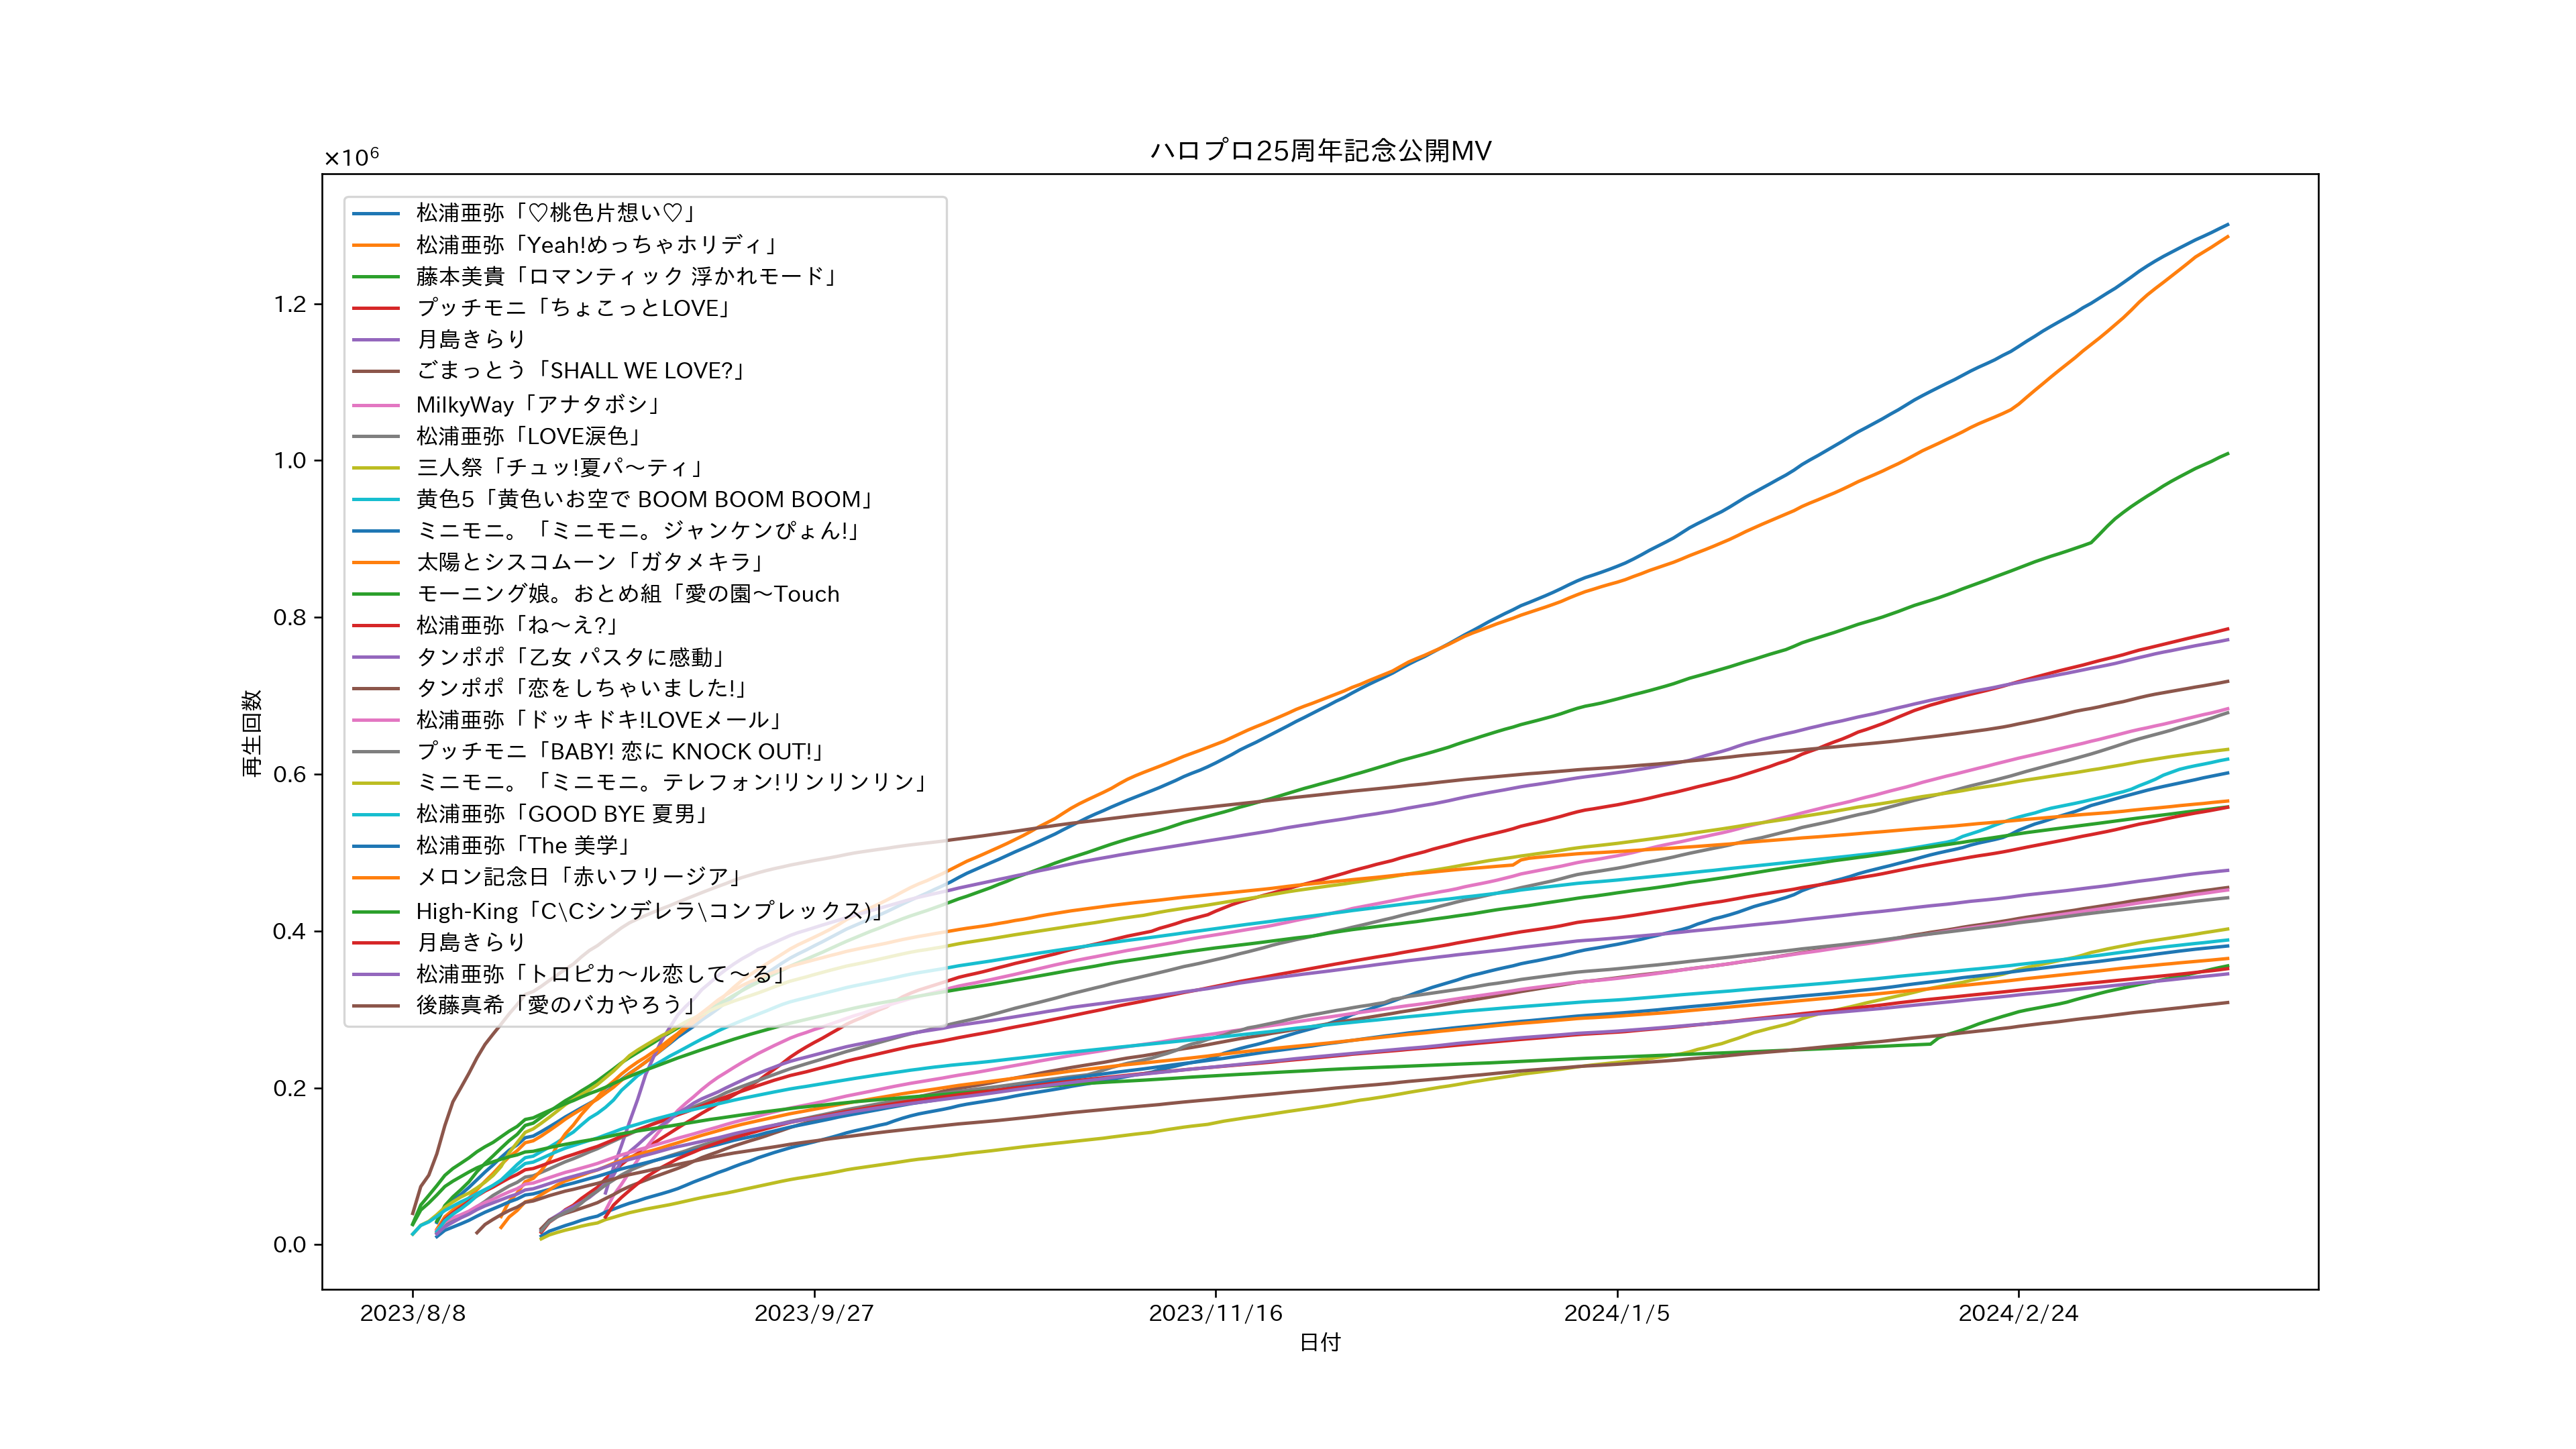 ハロプロ25周年記念公開MV
×10⁶
松浦亜弥「♡桃色片想い♡」
松浦亜弥「Yeah!めっちゃホリディ」
藤本美貴「ロマンティック 浮かれモード」
プッチモニ「ちょこっとLOVE」
月島きらり
ごまっとう「SHALL WE LOVE?」
MilkyWay「アナタボシ」
松浦亜弥「LOVE涙色」
三人祭「チュッ!夏パ～ティ」
黄色5「黄色いお空で BOOM BOOM BOOM」
ミニモニ。「ミニモニ。ジャンケンぴょん!」
太陽とシスコムーン「ガタメキラ」
モーニング娘。おとめ組「愛の園～Touch
松浦亜弥「ね～え?」
タンポポ「乙女 パスタに感動」
タンポポ「恋をしちゃいました!」
松浦亜弥「ドッキドキ!LOVEメール」
プッチモニ「BABY! 恋に KNOCK OUT!」
ミニモニ。「ミニモニ。テレフォン!リンリンリン」
松浦亜弥「GOOD BYE 夏男」
松浦亜弥「The 美学」
メロン記念日「赤いフリージア」
High-King「C\Cシンデレラ\コンプレックス)」
月島きらり
松浦亜弥「トロピカ～ル恋して～る」
後藤真希「愛のバカやろう」
1.2
1.0
0.8
0.6
0.4
0.2
0.0
再生回数
2023/8/8
2023/9/27
2023/11/16
2024/1/5
2024/2/24
日付